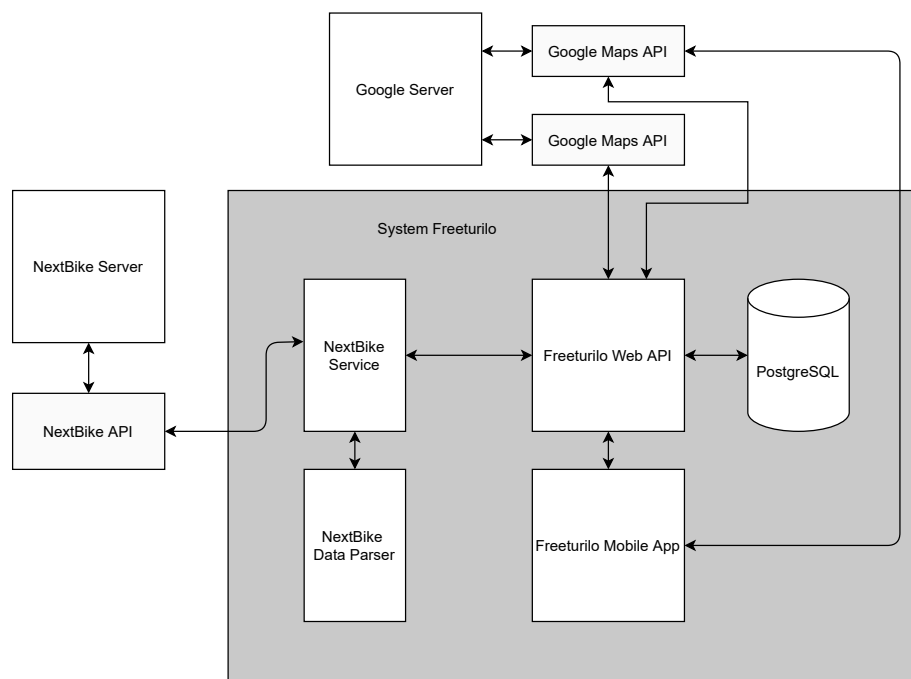 Google Maps API
Google Server
Google Maps API
System Freeturilo
NextBike Server
NextBike
Service
Freeturilo Web API
PostgreSQL
NextBike API
NextBike
Data Parser
Freeturilo Mobile App